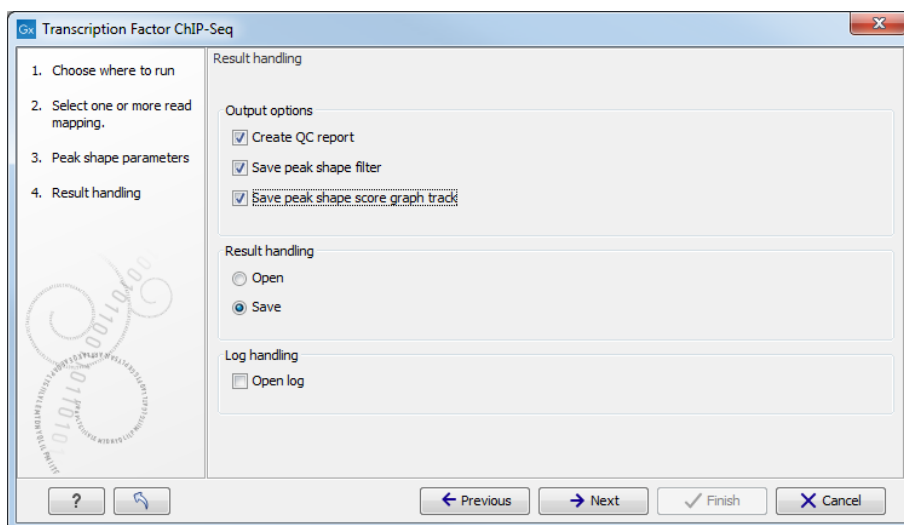 Gx Transcription Factor ChIP-Seq
1. Choose where to run
2. Select one or more read
mapping.
3. Peak shape parameters
4. Result handling
Result handling
Output options
Create QC report
Save peak shape filter
Save peak shape score graph track
Result handling
Open
Save
Log handling
Open log
?
Previous
Next
Finish
Cancel